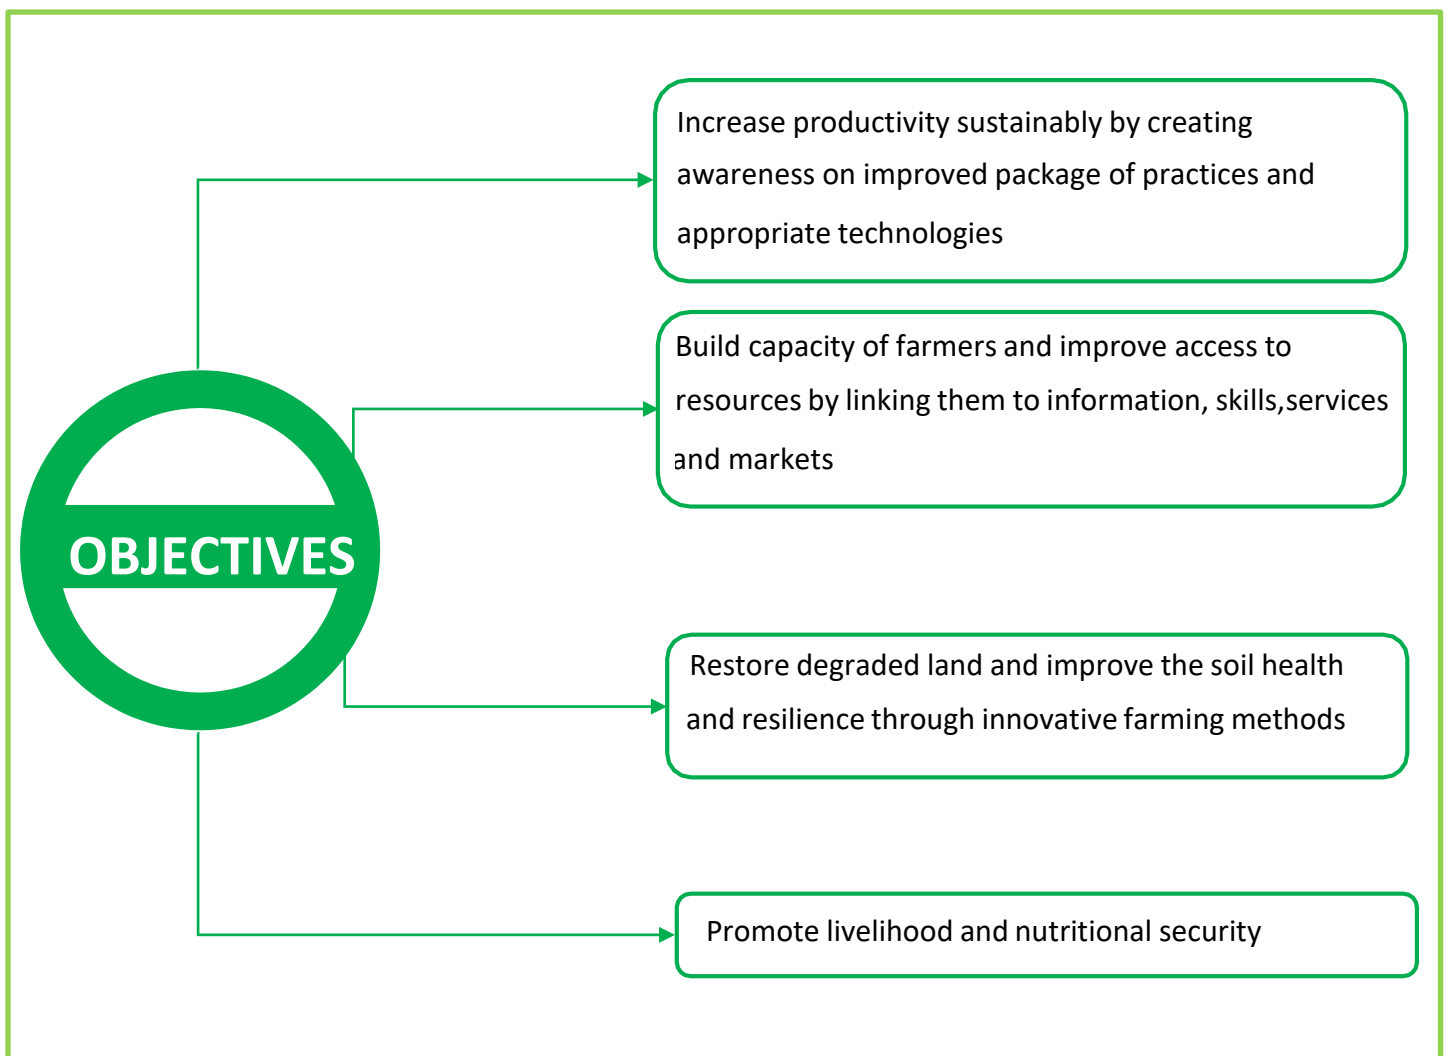 OBJECTIVES
Increase productivity sustainably by creating
awareness on improved package of practices and
appropriate technologies
Build capacity of farmers and improve access to
resources by linking them to information, skills,services
and markets
Restore degraded land and improve the soil health
and resilience through innovative farming methods
Promote livelihood and nutritional security